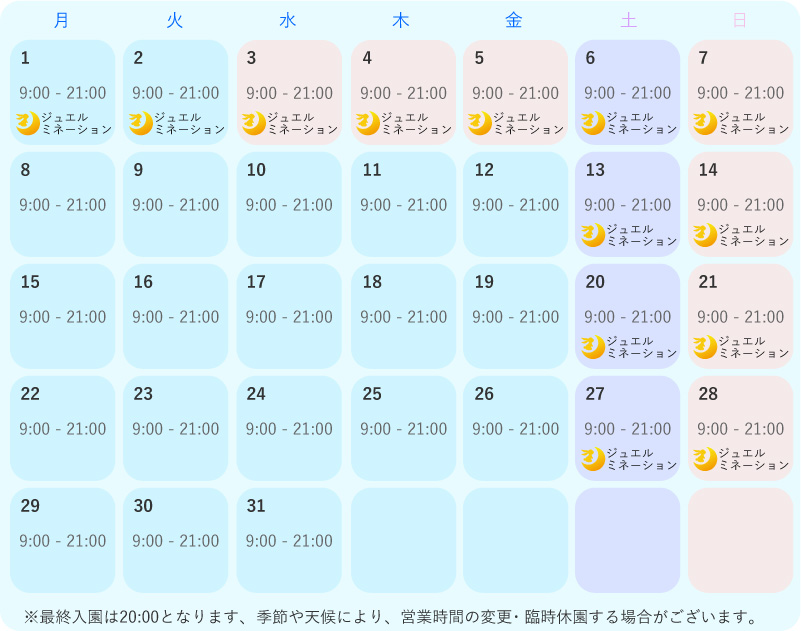 月 火 水 木 金 土 日
1 2 3 4 5 6 7
9:00 - 21:00 9:00 - 21:00 9:00 - 21:00 9:00 - 21:00 9:00 - 21:00 9:00 - 21:00 9:00 - 21:00
ジュエル ジュエル ジュエル ジュエル ジュエル ジュエル ジュエル
ミネーション ミネーション ミネーション ミネーション ミネーション ミネーション ミネーション
8 9 10 11 12 13 14
9:00 - 21:00 9:00 - 21:00 9:00 - 21:00 9:00 - 21:00 9:00 - 21:00 9:00 - 21:00 9:00 - 21:00
ジュエル ジュエル
ミネーション ミネーション
15 16 17 18 19 20 21
9:00 - 21:00 9:00 - 21:00 9:00 - 21:00 9:00 - 21:00 9:00 - 21:00 9:00 - 21:00 9:00 - 21:00
ジュエル ジュエル
ミネーション ミネーション
22 23 24 25 26 27 28
9:00 - 21:00 9:00 - 21:00 9:00 - 21:00 9:00 - 21:00 9:00 - 21:00 9:00 - 21:00 9:00 - 21:00
ジュエル ジュエル
ミネーション ミネーション
29 30 31
9:00 - 21:00 9:00 - 21:00 9:00 - 21:00
※最終入園は20:00となります、季節や天候により、営業時間の変更・臨時休園する場合がございます。